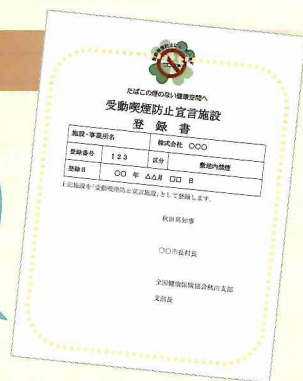 たばこの煙のない健康空間へ
受動喫煙防止宣言施設
登録書
施設・事業所名 株式会社 〇〇〇
登録番号 123 区分 敷地内禁煙
登録日 〇〇 年 △△月 □□ 日
上記施設を「受動喫煙防止宣言施設」として登録します。
秋田県知事
〇〇市長村長
全国健康保険協会秋田支部
支部長